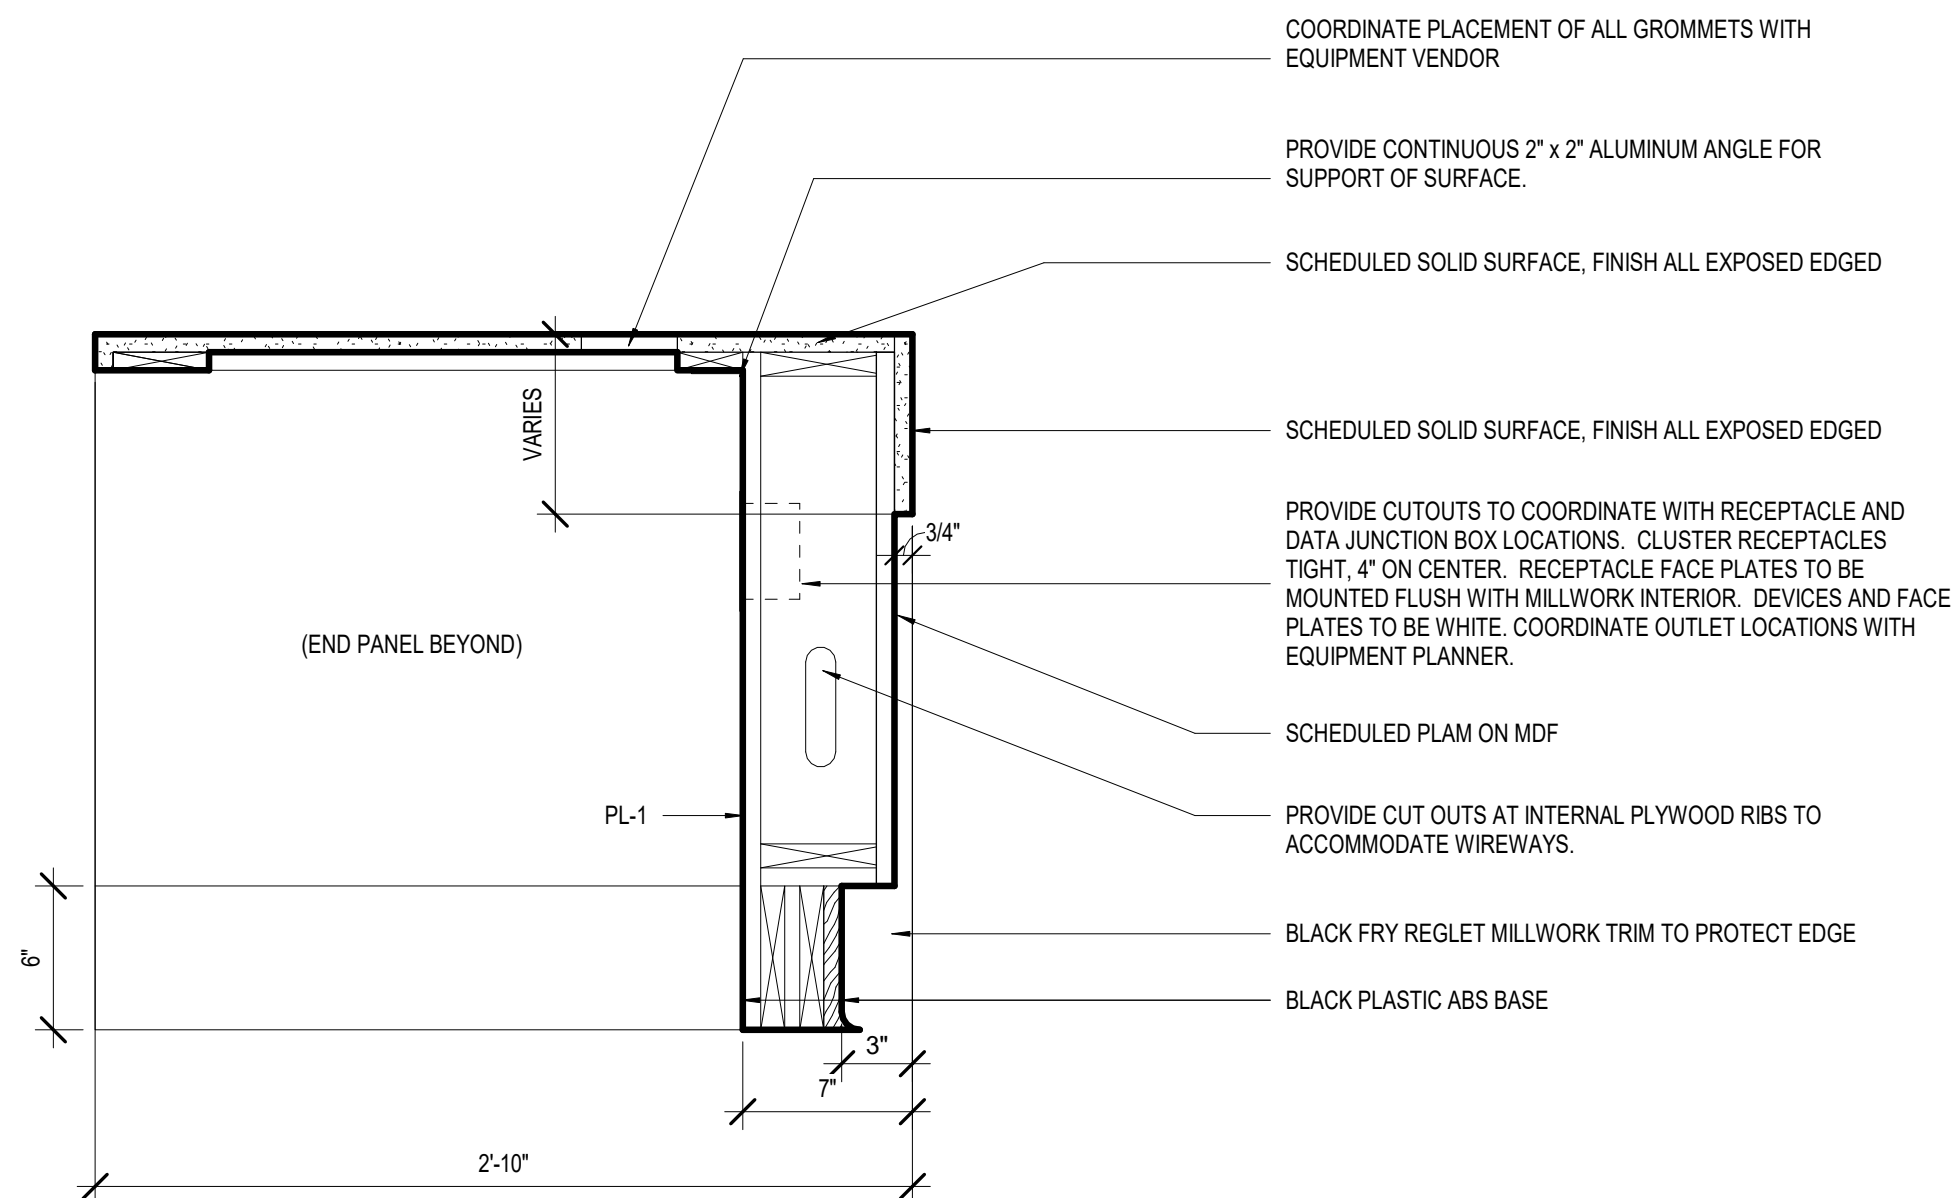 COORDINATE PLACEMENT OF ALL GROMMETS WITH
EQUIPMENT VENDOR
PROVIDE CONTINUOUS 2" x 2" ALUMINUM ANGLE FOR
SUPPORT OF SURFACE.
SCHEDULED SOLID SURFACE, FINISH ALL EXPOSED EDGED
VARIES
SCHEDULED SOLID SURFACE, FINISH ALL EXPOSED EDGED
3/4"
PROVIDE CUTOUTS TO COORDINATE WITH RECEPTACLE AND
DATA JUNCTION BOX LOCATIONS.  CLUSTER RECEPTACLES
TIGHT, 4" ON CENTER.  RECEPTACLE FACE PLATES TO BE
MOUNTED FLUSH WITH MILLWORK INTERIOR.  DEVICES AND FACE
PLATES TO BE WHITE. COORDINATE OUTLET LOCATIONS WITH
EQUIPMENT PLANNER.
(END PANEL BEYOND)
SCHEDULED PLAM ON MDF
PL-1
PROVIDE CUT OUTS AT INTERNAL PLYWOOD RIBS TO
ACCOMMODATE WIREWAYS.
6"
BLACK FRY REGLET MILLWORK TRIM TO PROTECT EDGE
BLACK PLASTIC ABS BASE
3"
7"
2'-10"